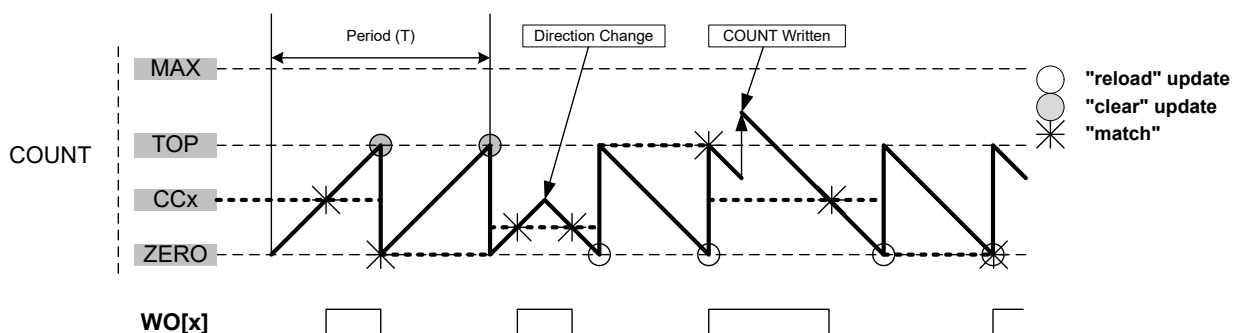 Period (T)
Direction Change
COUNT Written
MAX
"reload" update
"clear" update
"match"
TOP
COUNT
CCx
ZERO
WO[x]